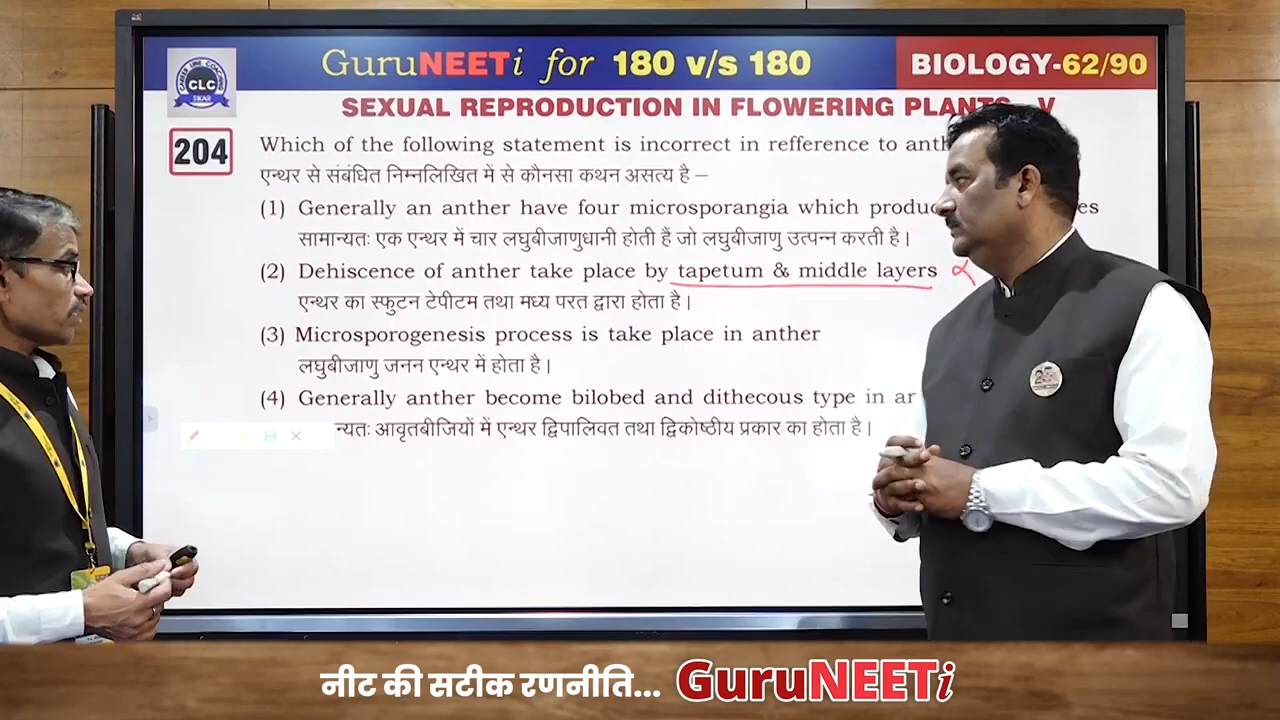 GuruNEETi for 180 v/s 180
BIOLOGY-62/90
CLC
SIKAR
SEXUAL REPRODUCTION IN FLOWERING PLANTS - V
204
Which of the following statement is incorrect in refference to anth
एन्थर से संबंधित निम्नलिखित में से कौनसा कथन असत्य है –
(1) Generally an anther have four microsporangia which produc es
सामान्यतः एक एन्थर में चार लघुबीजाणुधानी होती हैं जो लघुबीजाणु उत्पन्न करती है।
(2) Dehiscence of anther take place by tapetum & middle layers
एन्थर का स्फुटन टेपीटम तथा मध्य परत द्वारा होता है।
(3) Microsporogenesis process is take place in anther
लघुबीजाणु जनन एन्थर में होता है।
(4) Generally anther become bilobed and dithecous type in
न्यतः आवृतबीजियों में एन्थर द्विपालिवत तथा द्विकोष्ठीय प्रकार का होता है।
नीट की सटीक रणनीति... GuruNEETi